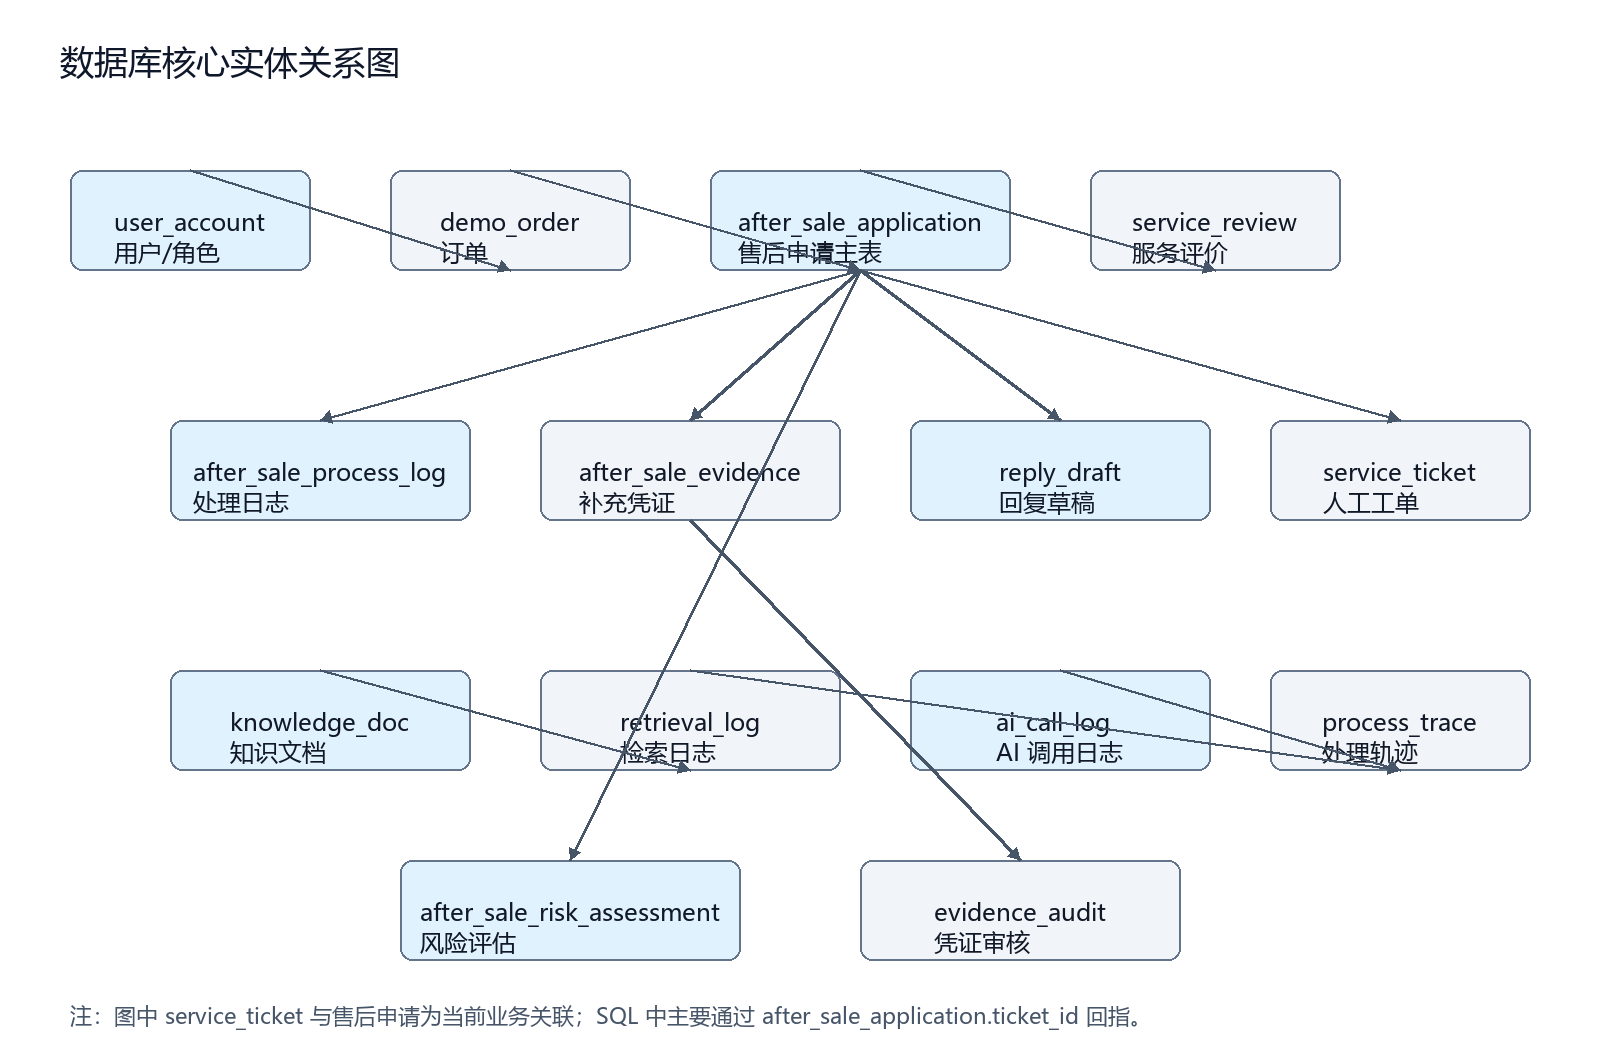 数据库核心实体关系图
user_account
用户/角色
demo_order
订单
after_sale_application
售后申请主表
service_review
服务评价
after_sale_process_log
处理日志
after_sale_evidence
补充凭证
reply_draft
回复草稿
service_ticket
人工工单
knowledge_doc
知识文档
retrieval_log
检索日志
ai_call_log
AI 调用日志
process_trace
处理轨迹
after_sale_risk_assessment
风险评估
evidence_audit
凭证审核
注：图中 service_ticket 与售后申请为当前业务关联；SQL 中主要通过 after_sale_application.ticket_id 回指。